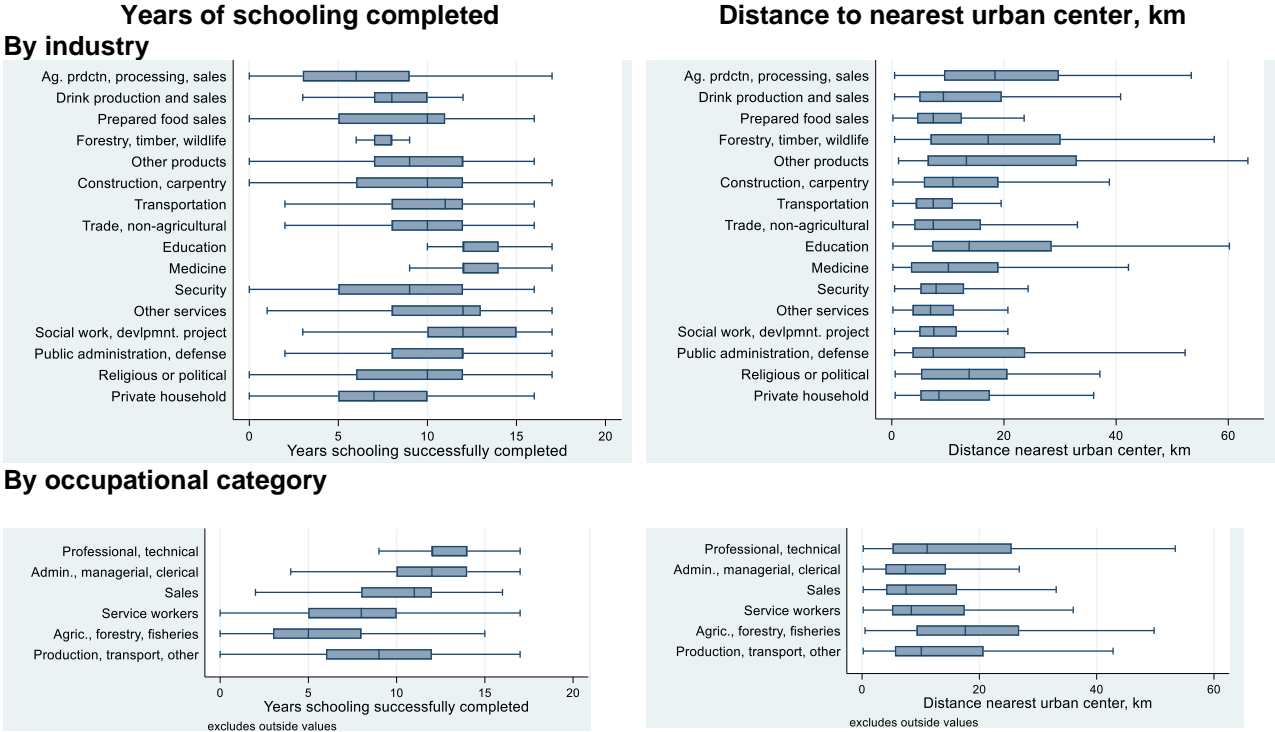 Years of schooling completed
Distance to nearest urban center, km
By industry
Ag. prdctn, processing, sales
Drink production and sales
Prepared food sales
Forestry, timber, wildlife
Other products
Construction, carpentry
Transportation
Trade, non-agricultural
Education
Medicine
Security
Other services
Social work, devlpmnt. project
Public administration, defense
Religious or political
Private household
0 5 10 15 20
Years schooling successfully completed
Ag. prdctn, processing, sales
Drink production and sales
Prepared food sales
Forestry, timber, wildlife
Other products
Construction, carpentry
Transportation
Trade, non-agricultural
Education
Medicine
Security
Other services
Social work, devlpmnt. project
Public administration, defense
Religious or political
Private household
0 20 40 60
Distance nearest urban center, km
By occupational category
Professional, technical
Admin., managerial, clerical
Sales
Service workers
Agric., forestry, fisheries
Production, transport, other
0 5 10 15 20
Years schooling successfully completed
excludes outside values
Professional, technical
Admin., managerial, clerical
Sales
Service workers
Agric., forestry, fisheries
Production, transport, other
0 20 40 60
Distance nearest urban center, km
excludes outside values